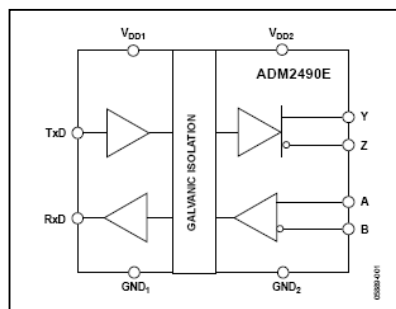 VDD1
VDD2
ADM2490E
TxD
GALVANIC ISOLATION
Y
Z
RxD
A
B
GND1
GND2
05889-001